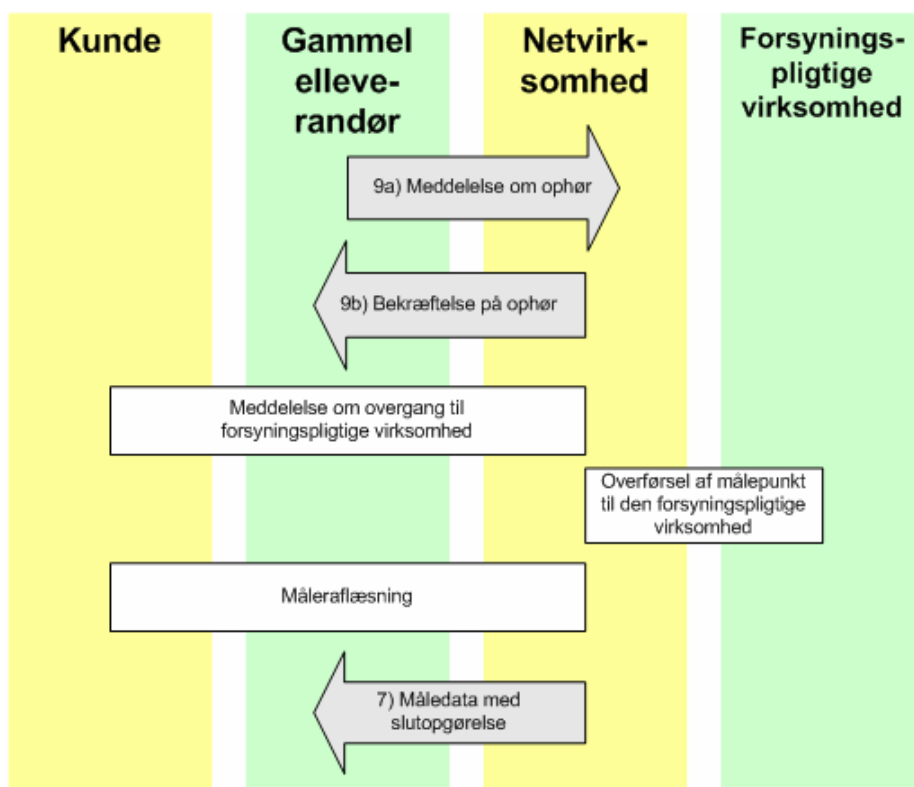 Kunde
Gammel
elleve-
randør
Netvirk-
somhed
Forsynings-
pligtige
virksomhed
9a) Meddelelse om ophør
9b) Bekræftelse på ophør
Meddelelse om overgang til
forsyningspligtige virksomhed
Overførsel af målepunkt
til den forsyningspligtige
virksomhed
Måleraflæsning
7) Måledata med
slutopgørelse